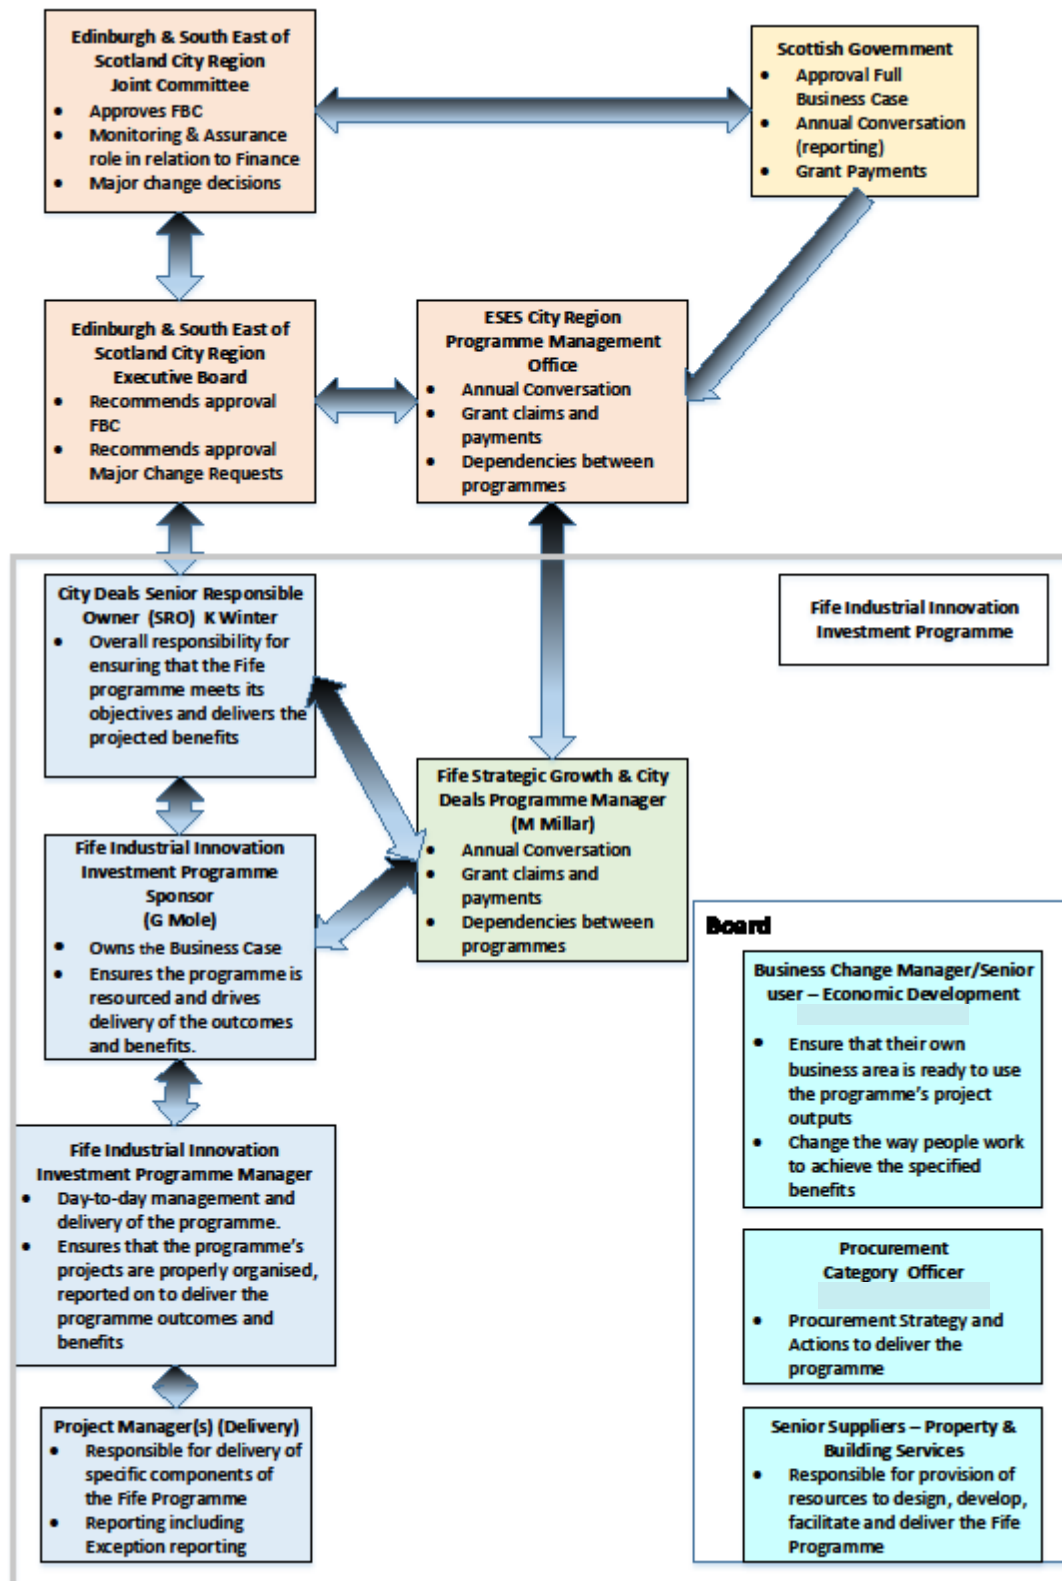 Edinburgh & South East of
Scotland City Region
Joint Committee
• Approves FBC
• Monitoring & Assurance
role in relation to Finance
• Major change decisions
Scottish Government
• Approval Full
Business Case
• Annual Conversation
(reporting)
• Grant Payments
Edinburgh & South East of
Scotland City Region
Executive Board
• Recommends approval
FBC
• Recommends approval
Major Change Requests
ESES City Region
Programme Management
Office
• Annual Conversation
• Grant claims and
payments
• Dependencies between
programmes
City Deals Senior Responsible
Owner (SRO) K Winter
• Overall responsibility for
ensuring that the Fife
programme meets its
objectives and delivers the
projected benefits
Fife Industrial Innovation
Investment Programme
Fife Strategic Growth & City
Deals Programme Manager
(M Millar)
• Annual Conversation
• Grant claims and
payments
• Dependencies between
programmes
Fife Industrial Innovation
Investment Programme
Sponsor
(G Mole)
• Owns the Business Case
• Ensures the programme is
resourced and drives
delivery of the outcomes
and benefits.
Fife Industrial Innovation
Investment Programme Manager
• Day-to-day management and
delivery of the programme.
• Ensures that the programme's
projects are properly organised,
reported on to deliver the
programme outcomes and
benefits
Project Manager(s) (Delivery)
• Responsible for delivery of
specific components of
the Fife Programme
• Reporting including
Exception reporting
Board
Business Change Manager/Senior
user – Economic Development
• Ensure that their own
business area is ready to use
the programme's project
outputs
• Change the way people work
to achieve the specified
benefits
Procurement
Category Officer
• Procurement Strategy and
Actions to deliver the
programme
Senior Suppliers – Property &
Building Services
• Responsible for provision of
resources to design, develop,
facilitate and deliver the Fife
Programme